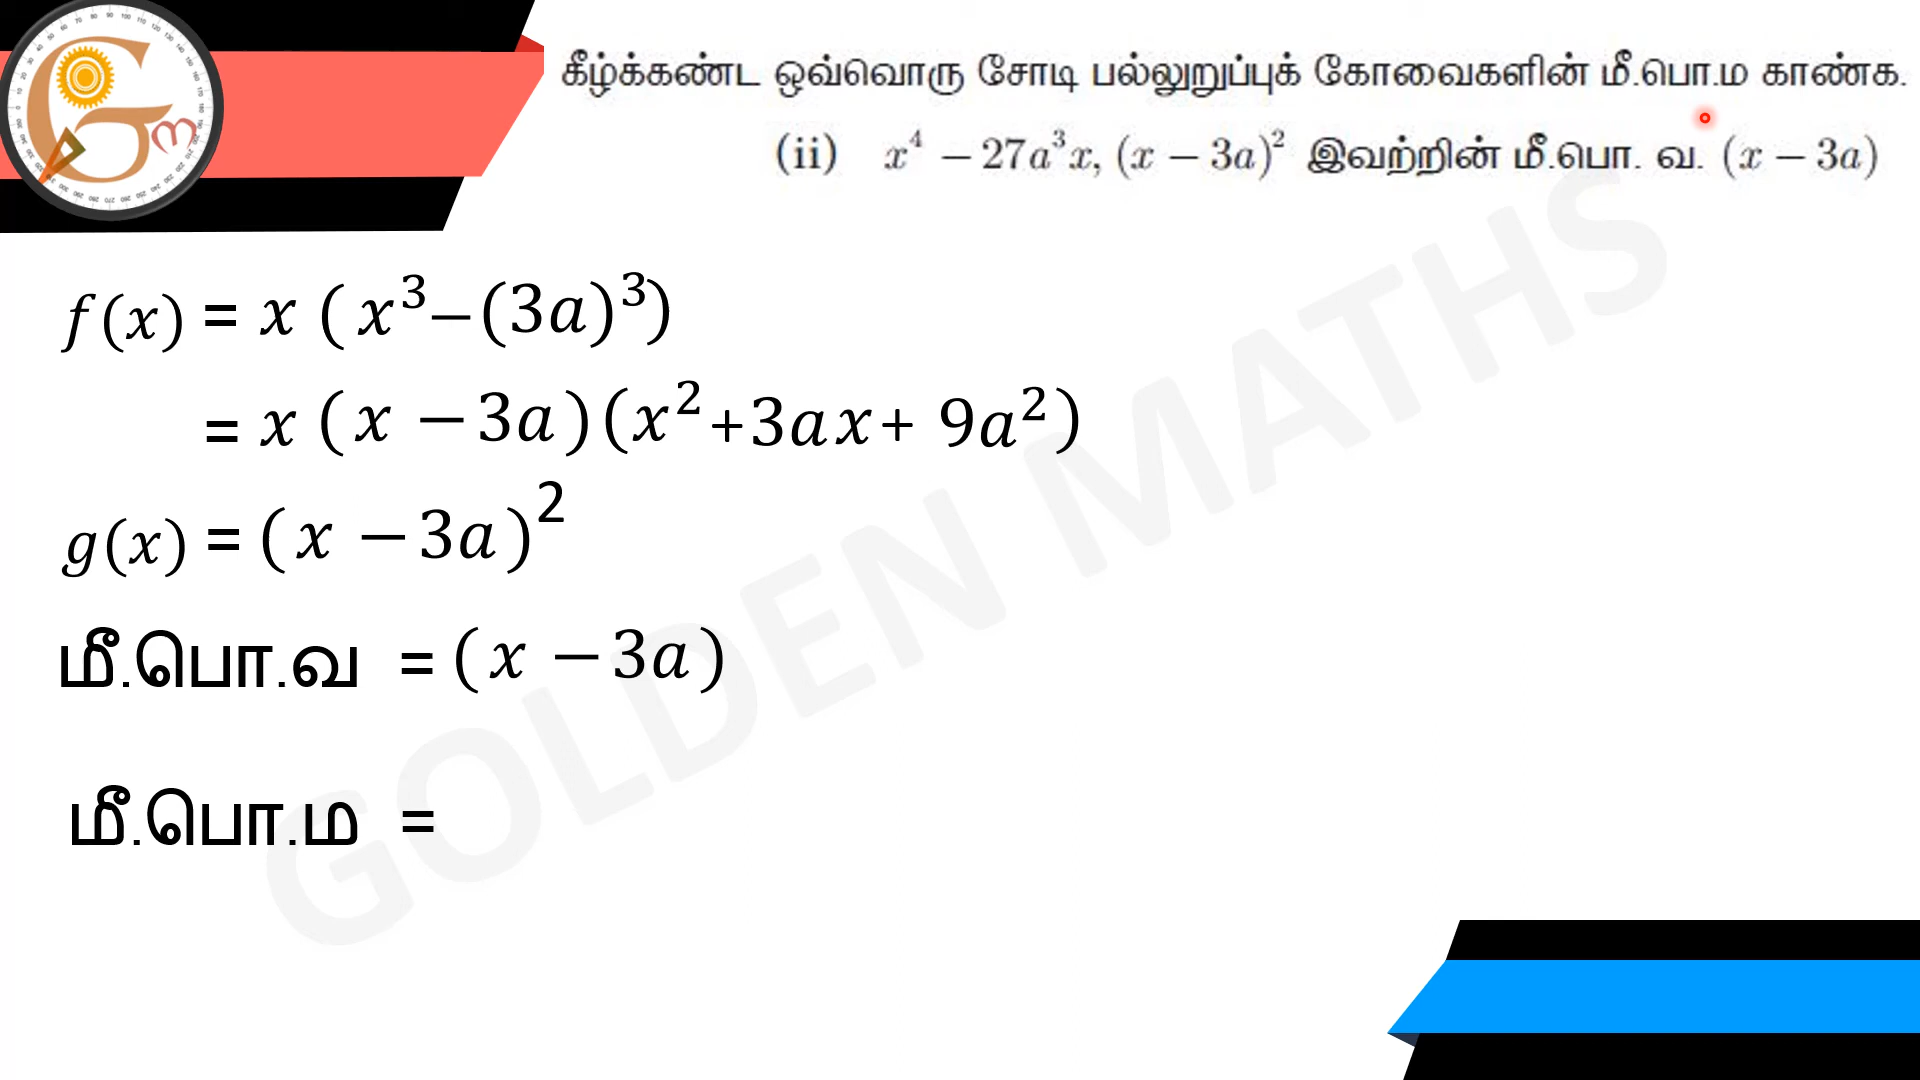 கீழ்க்கண்ட ஒவ்வொரு சோடி பல்லுறுப்புக் கோவைகளின் மீ.பொ.ம காண்க.
(ii) x⁴ − 27a³x, (x − 3a)² இவற்றின் மீ.பொ. வ. (x − 3a)
f(x) = x ( x³−(3a)³)
= x ( x − 3a )(x²+3ax+ 9a²)
g(x) = ( x − 3a )²
மீ.பொ.வ = ( x − 3a )
மீ.பொ.ம =
GOLDEN MATHS